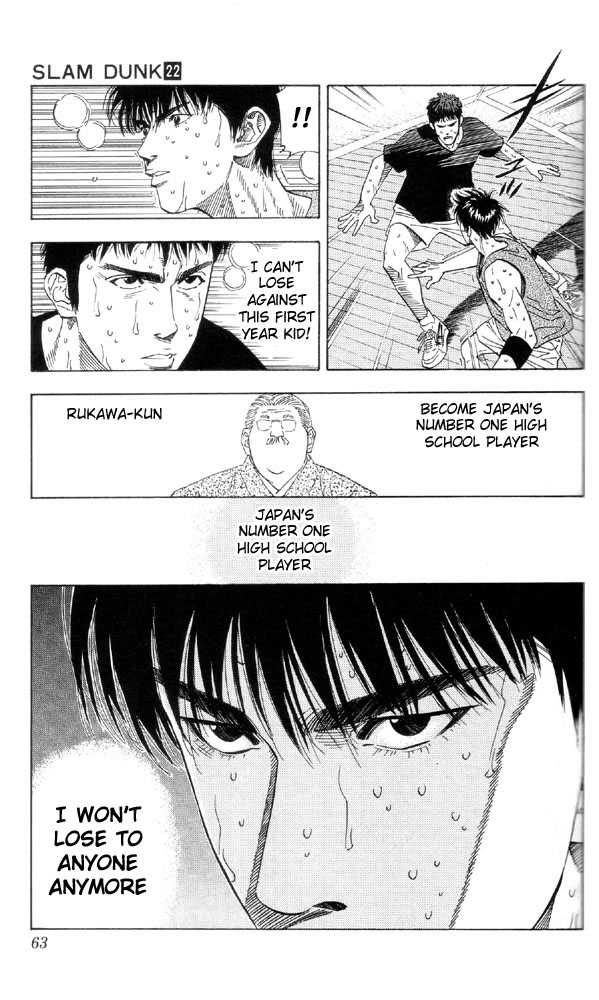 SLAM DUNK 22
!!
I CAN'T
LOSE
AGAINST
THIS FIRST
YEAR KID!
BECOME JAPAN'S
NUMBER ONE HIGH
SCHOOL PLAYER
RUKAWA-KUN
JAPAN'S
NUMBER ONE
HIGH SCHOOL
PLAYER
I WON'T
LOSE TO
ANYONE
ANYMORE
63